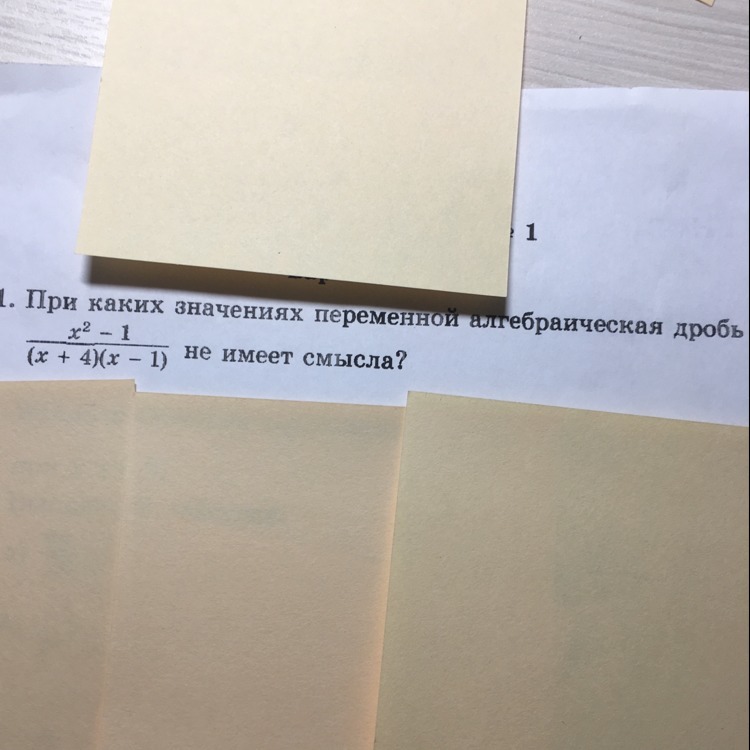 1
1. При каких значениях переменной алгебраическая дробь
x² - 1
(x + 4)(x - 1) не имеет смысла?